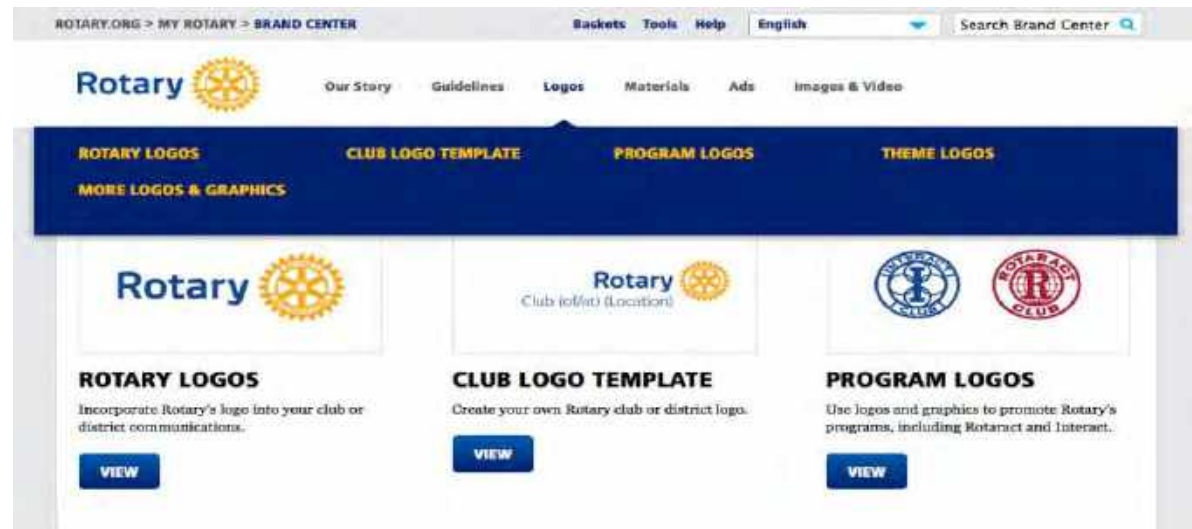 ROTARY.ORG > MY ROTARY > BRAND CENTER
Baskets Tools Help English Search Brand Center
Rotary
Our Story Guidelines Logos Materials Ads Images & Video
ROTARY LOGOS CLUB LOGO TEMPLATE PROGRAM LOGOS THEME LOGOS
MORE LOGOS & GRAPHICS
Rotary
Rotary
Club (of/at) (Location)
INTERACT
I
CLUB
ROTARACT
R
CLUB
ROTARY LOGOS
Incorporate Rotary's logo into your club or
district communications.
VIEW
CLUB LOGO TEMPLATE
Create your own Rotary club or district logo.
VIEW
PROGRAM LOGOS
Use logos and graphics to promote Rotary's
programs, including Rotaract and Interact.
VIEW